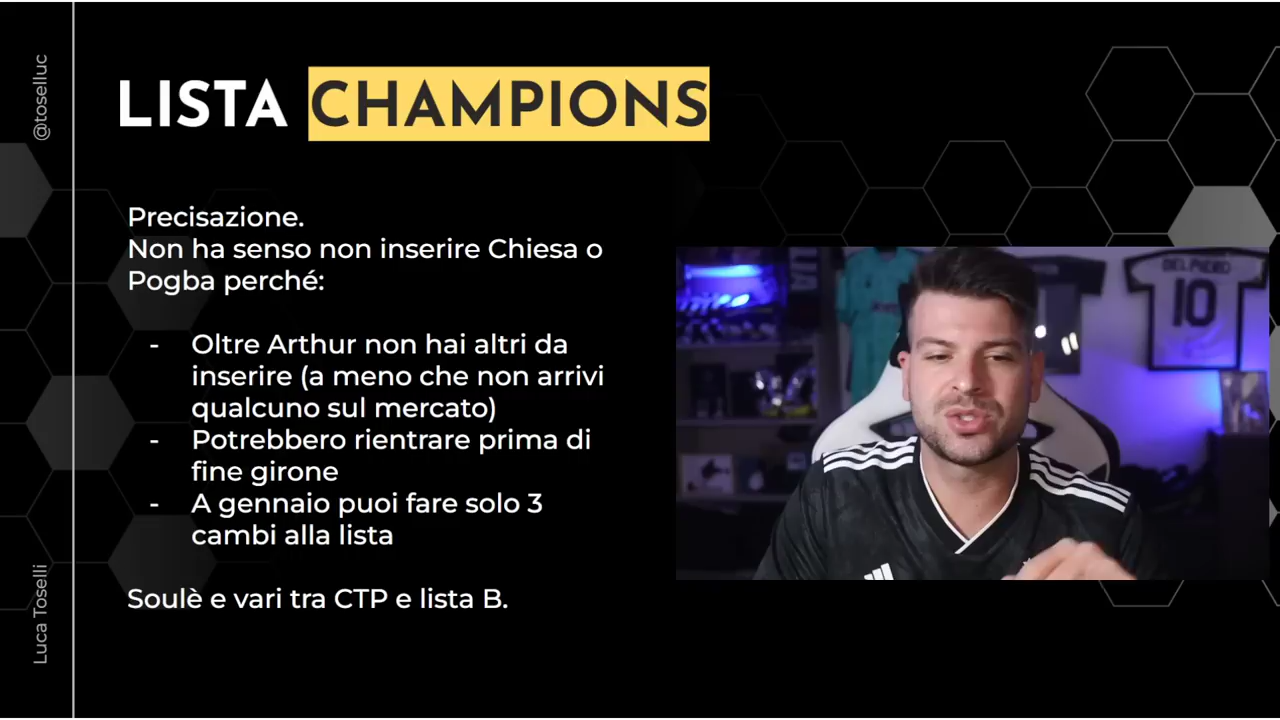 @toselluc
LISTA CHAMPIONS
Precisazione.
Non ha senso non inserire Chiesa o
Pogba perché:
- Oltre Arthur non hai altri da
inserire (a meno che non arrivi
qualcuno sul mercato)
- Potrebbero rientrare prima di
fine girone
- A gennaio puoi fare solo 3
cambi alla lista
Soulè e vari tra CTP e lista B.
Luca Toselli
DEL PIERO
10